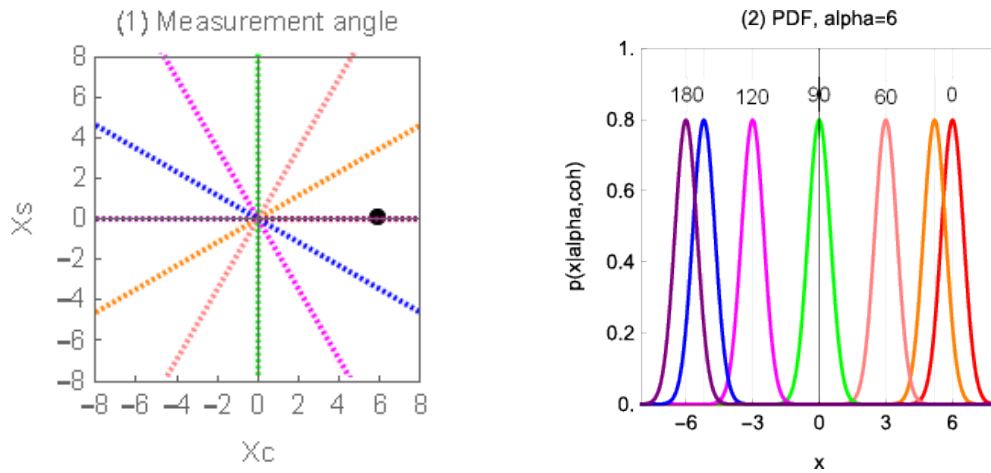 (1) Measurement angle
8
6
4
2
0
−2
−4
−6
−8
Xs
−8 −6 −4 −2 0 2 4 6 8
Xc
(2) PDF, alpha=6
1.
0.8
0.6
0.4
0.2
0.
p(x|alpha,coh)
180 120 90 60 0
−6 −3 0 3 6
x